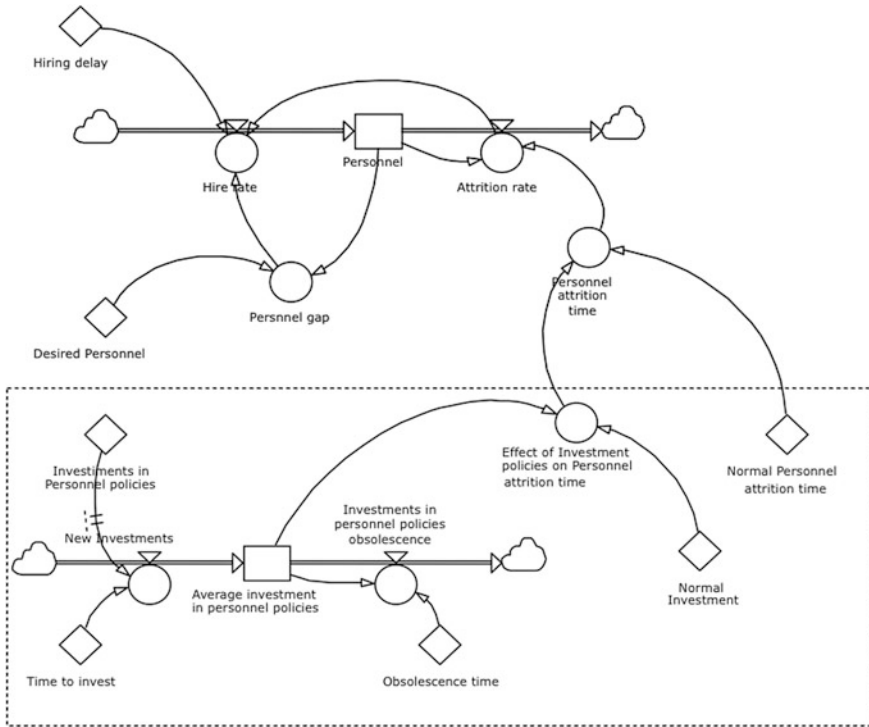 Hiring delay
Personnel
Hire rate
Attrition rate
Personnel
attrition
time
Persnnel gap
Desired Personnel
Effect of Investment
policies on Personnel
attrition time
Normal Personnel
attrition time
Investiments in
Personnel policies
Investments in
personnel policies
obsolescence
New Investments
Average investment
in personnel policies
Normal
Investment
Time to invest
Obsolescence time